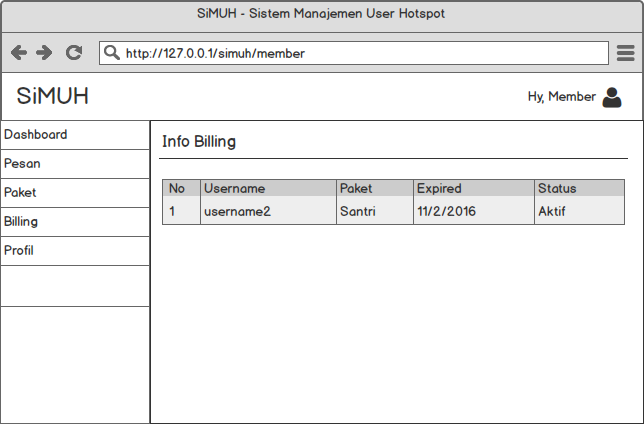 SiMUH - Sistem Manajemen User Hotspot
http://127.0.0.1/simuh/member
SiMUH
Hy, Member
Dashboard
Pesan
Paket
Billing
Profil
Info Billing
No Username Paket Expired Status
1 username2 Santri 11/2/2016 Aktif